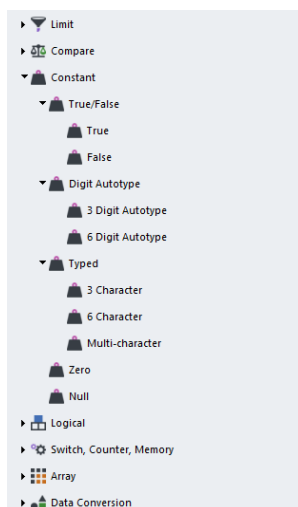 Limit
Compare
Constant
True/False
True
False
Digit Autotype
3 Digit Autotype
6 Digit Autotype
Typed
3 Character
6 Character
Multi-character
Zero
Null
Logical
Switch, Counter, Memory
Array
Data Conversion